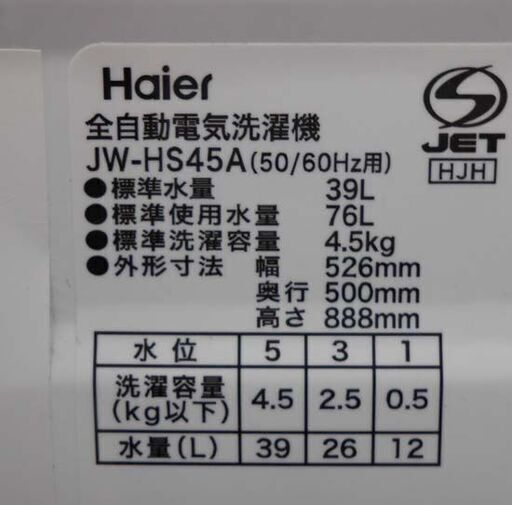 Haier
全自動電気洗濯機
JW-HS45A(50/60Hz用)
S JET
HJH
●標準水量 39L
●標準使用水量 76L
●標準洗濯容量 4.5kg
●外形寸法 幅 526mm
奥行 500mm
高さ 888mm
水位 5 3 1
洗濯容量(kg以下) 4.5 2.5 0.5
水量(L) 39 26 12